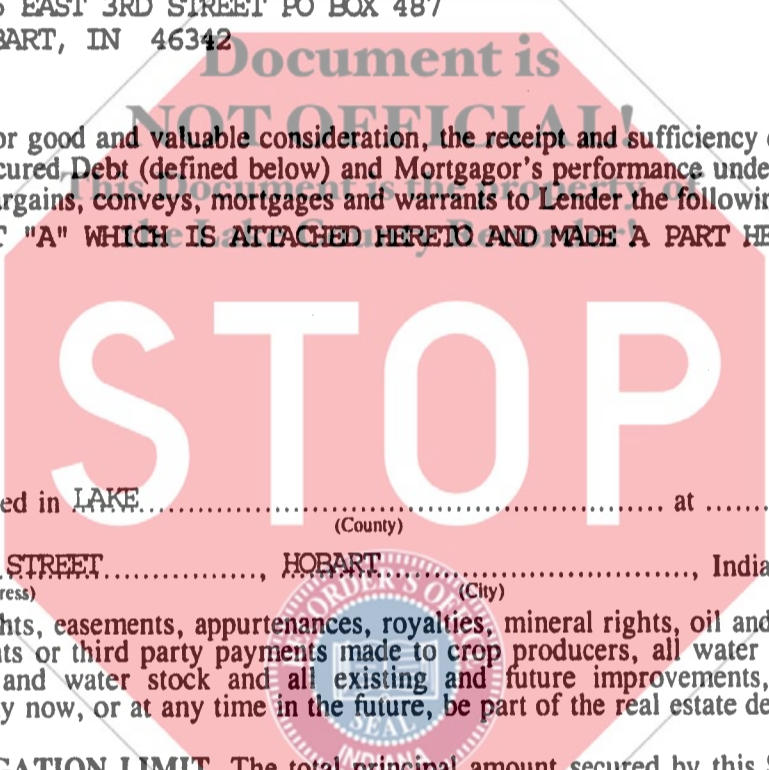 EAST 3RD STREET PO BOX 487
BART, IN 46342
Document is
NOT OFFICIAL!
or good and valuable consideration, the receipt and sufficiency
cured Debt (defined below) and Mortgagor's performance unde
This Document is the property of
rgains, conveys, mortgages and warrants to Lender the followin
the Lake County Recorder!
T "A" WHICH IS ATTACHED HERETO AND MADE A PART HE
STOP
ed in LAKE at
(County)
STREET, HOBART, India
ress) (City)
hts, easements, appurtenances, royalties, mineral rights, oil and
ts or third party payments made to crop producers, all water
and water stock and all existing and future improvements,
y now, or at any time in the future, be part of the real estate de
RECORDER'S OFFICE
SEAL
INDIANA
CATION LIMIT. The total principal amount secured by this